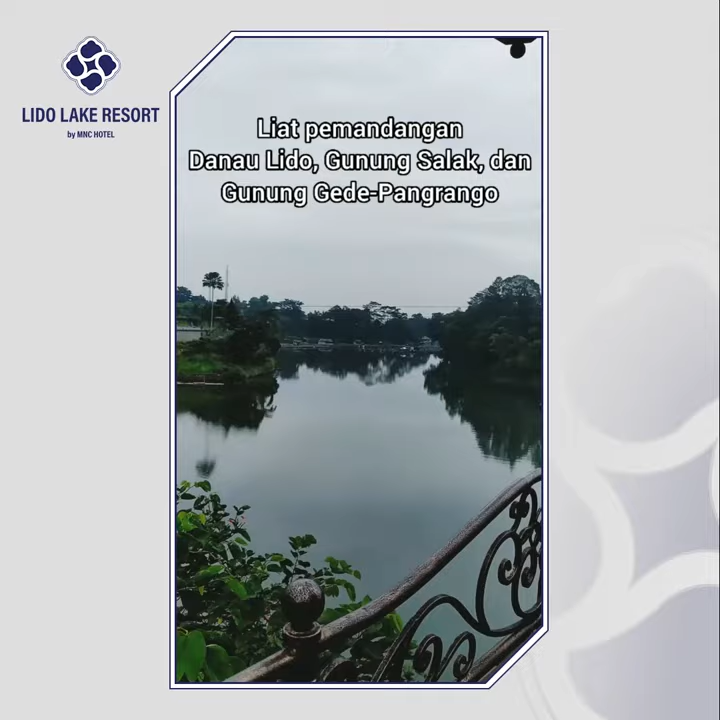 LIDO LAKE RESORT
by MNC HOTEL
Liat pemandangan
Danau Lido, Gunung Salak, dan
Gunung Gede-Pangrango